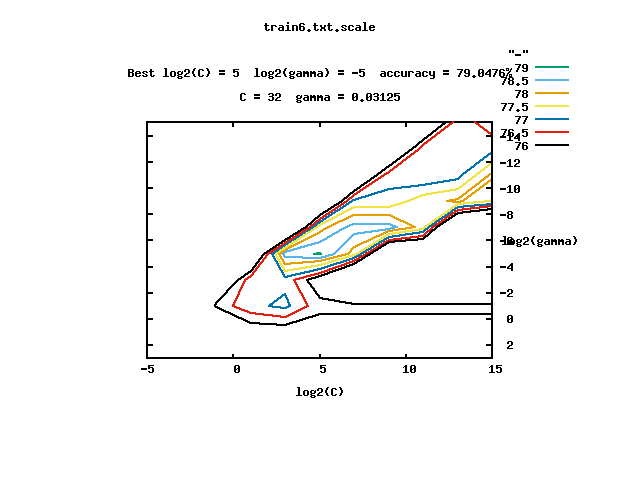 train6.txt.scale
"-"
Best log2(C) = 5  log2(gamma) = -5  accuracy = 79.0476%
79
78.5
C = 32  gamma = 0.03125
78
77.5
77
76.5
76
-14
-12
-10
-8
-6
log2(gamma)
-4
-2
0
2
-5 0 5 10 15
log2(C)